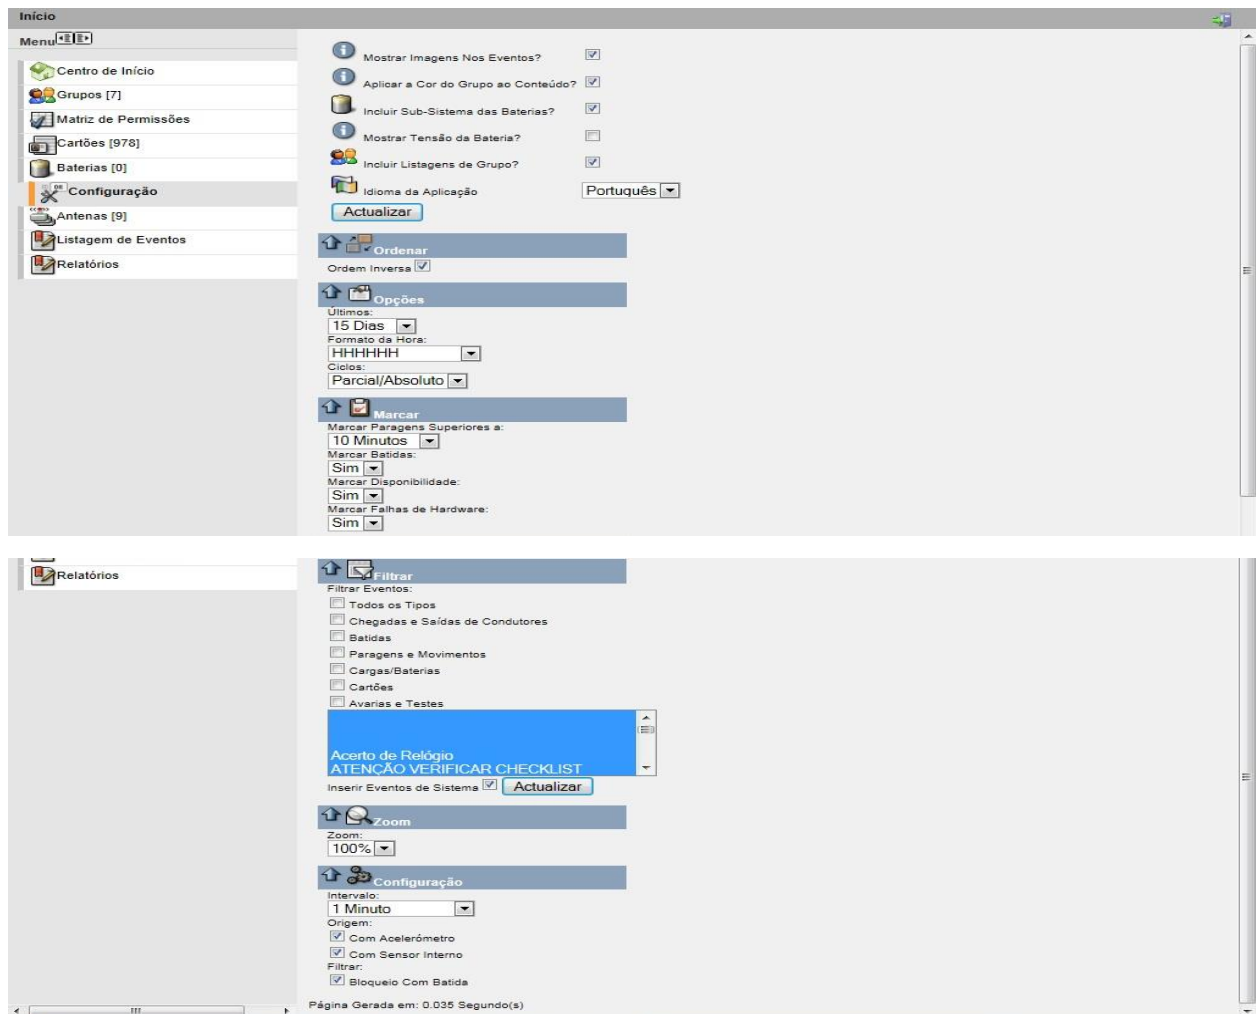 Início
Menu
Centro de Início
Grupos [7]
Matriz de Permissões
Cartões [978]
Baterias [0]
Configuração
Antenas [9]
Listagem de Eventos
Relatórios
Mostrar Imagens Nos Eventos?
Aplicar a Cor do Grupo ao Conteúdo?
Incluir Sub-Sistema das Baterias?
Mostrar Tensão da Bateria?
Incluir Listagens de Grupo?
Idioma da Aplicação Português
Actualizar
Ordenar
Ordem Inversa
Opções
Últimos:
15 Dias
Formato da Hora:
HHHHHH
Ciclos:
Parcial/Absoluto
Marcar
Marcar Paragens Superiores a:
10 Minutos
Marcar Batidas:
Sim
Marcar Disponibilidade:
Sim
Marcar Falhas de Hardware:
Sim
Relatórios
Filtrar
Filtrar Eventos:
Todos os Tipos
Chegadas e Saídas de Condutores
Batidas
Paragens e Movimentos
Cargas/Baterias
Cartões
Avarias e Testes
Acerto de Relógio
ATENÇÃO VERIFICAR CHECKLIST
Inserir Eventos de Sistema Actualizar
Zoom
Zoom:
100%
Configuração
Intervalo:
1 Minuto
Origem:
Com Acelerómetro
Com Sensor Interno
Filtrar:
Bloqueio Com Batida
Página Gerada em: 0.035 Segundo(s)